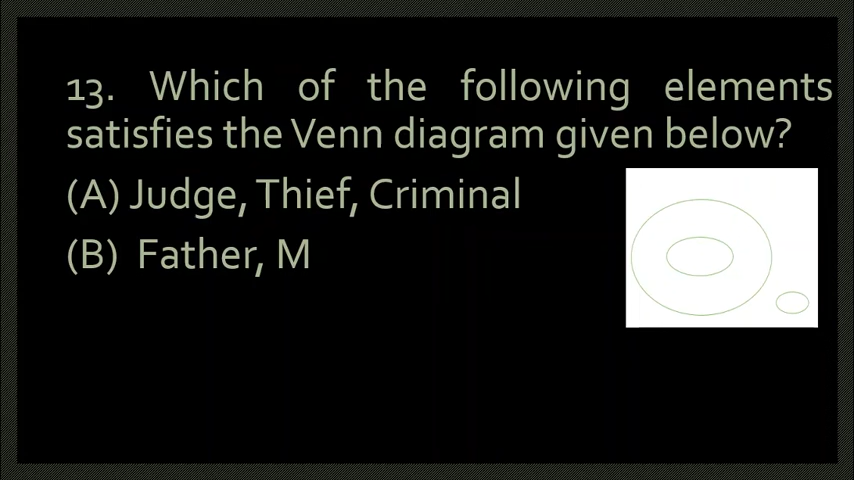 13. Which of the following elements
satisfies the Venn diagram given below?
(A) Judge, Thief, Criminal
(B) Father, M